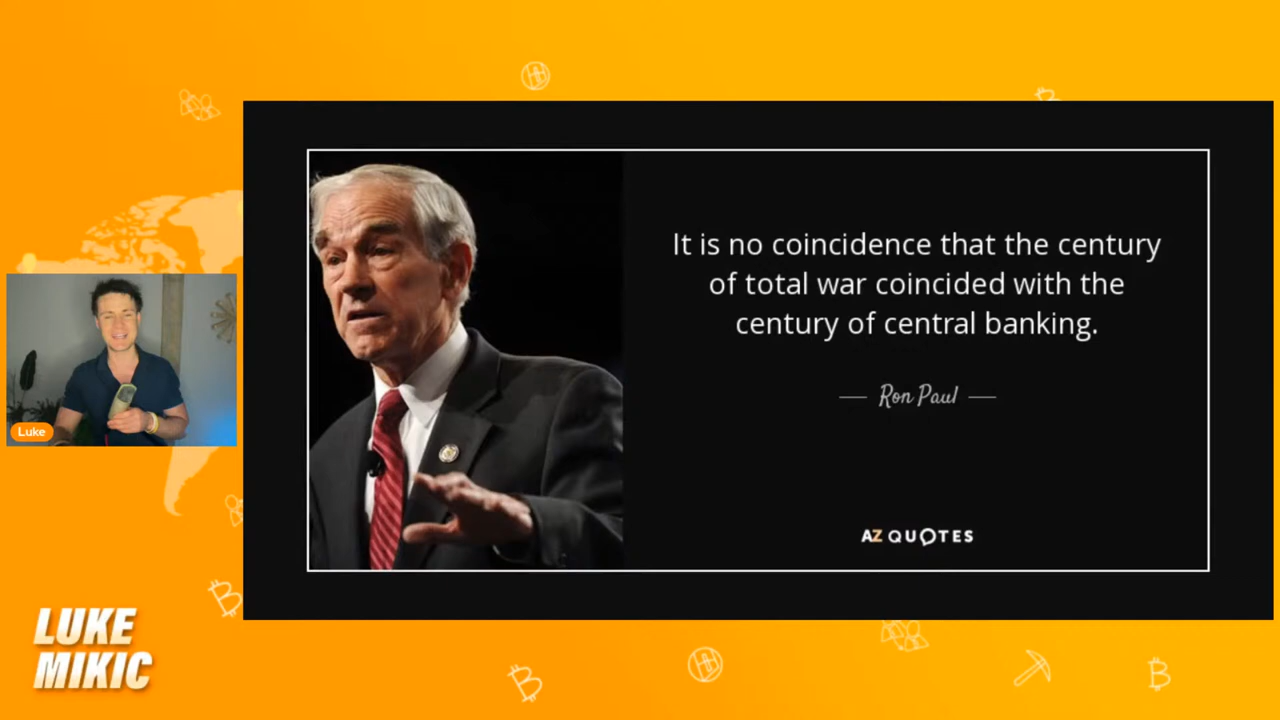 It is no coincidence that the century
of total war coincided with the
century of central banking.
Ron Paul
AZ QUOTES
Luke
LUKE
MIKIC